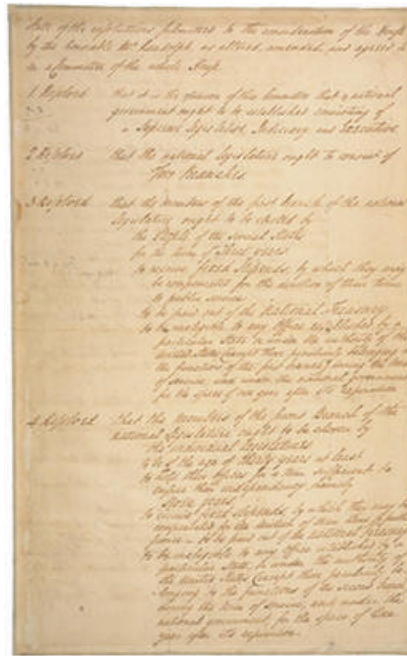 State of the resolutions submitted to the consideration of the House
by the honorable Mr. Randolph, as altered, amended, and agreed to
in a Committee of the whole House.
1 Resolved that it is the opinion of this Committee that a national
government ought to be established consisting of
a Supreme Legislative, Judiciary, and Executive.
2 Resolved that the national Legislature ought to consist of
Two Branches.
3 Resolved that the members of the first branch of the national
Legislature ought to be elected by
the People of the several States
for the term of Three years
to receive fixed stipends, by which they may
be compensated for the devotion of their time
to public service
to be paid out of the National Treasury
to be ineligible to any Office established by a
particular State or under the authority of the
United States (except those peculiarly belonging to
the functions of the first branch) during the term
of service, and under the national government
for the space of one year after its expiration.
4 Resolved that the members of the second Branch of the
national Legislature ought to be chosen by
the individual Legislatures
to be of the age of thirty years at least
to hold their offices for a term sufficient to
ensure their independency, namely
seven years
to receive fixed stipends, by which they may be
compensated for the devotion of their time to public
service - to be paid out of the National Treasury
to be ineligible to any Office established by a
particular State, or under the authority of
the United States (except those peculiarly be-
longing to the functions of the second branch)
during the term of service, and under the
national government, for the space of one
year after its expiration.